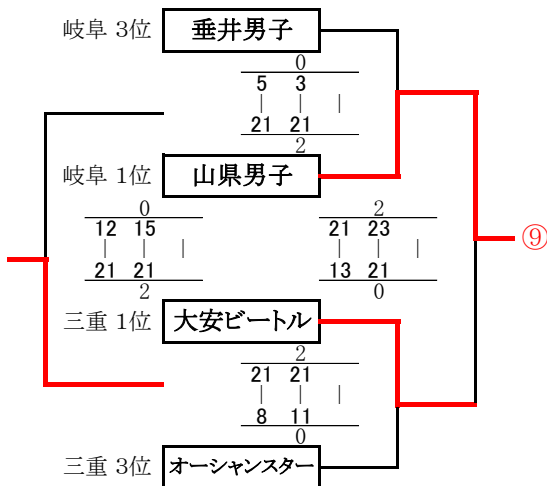 岐阜 3位 垂井男子
0
5 3
| | |
21 21
2
岐阜 1位 山県男子
0
12 15
| | |
21 21
2
2
21 23
| | |
13 21
0
⑨
三重 1位 大安ビートル
2
21 21
| | |
8 11
0
三重 3位 オーシャンスター